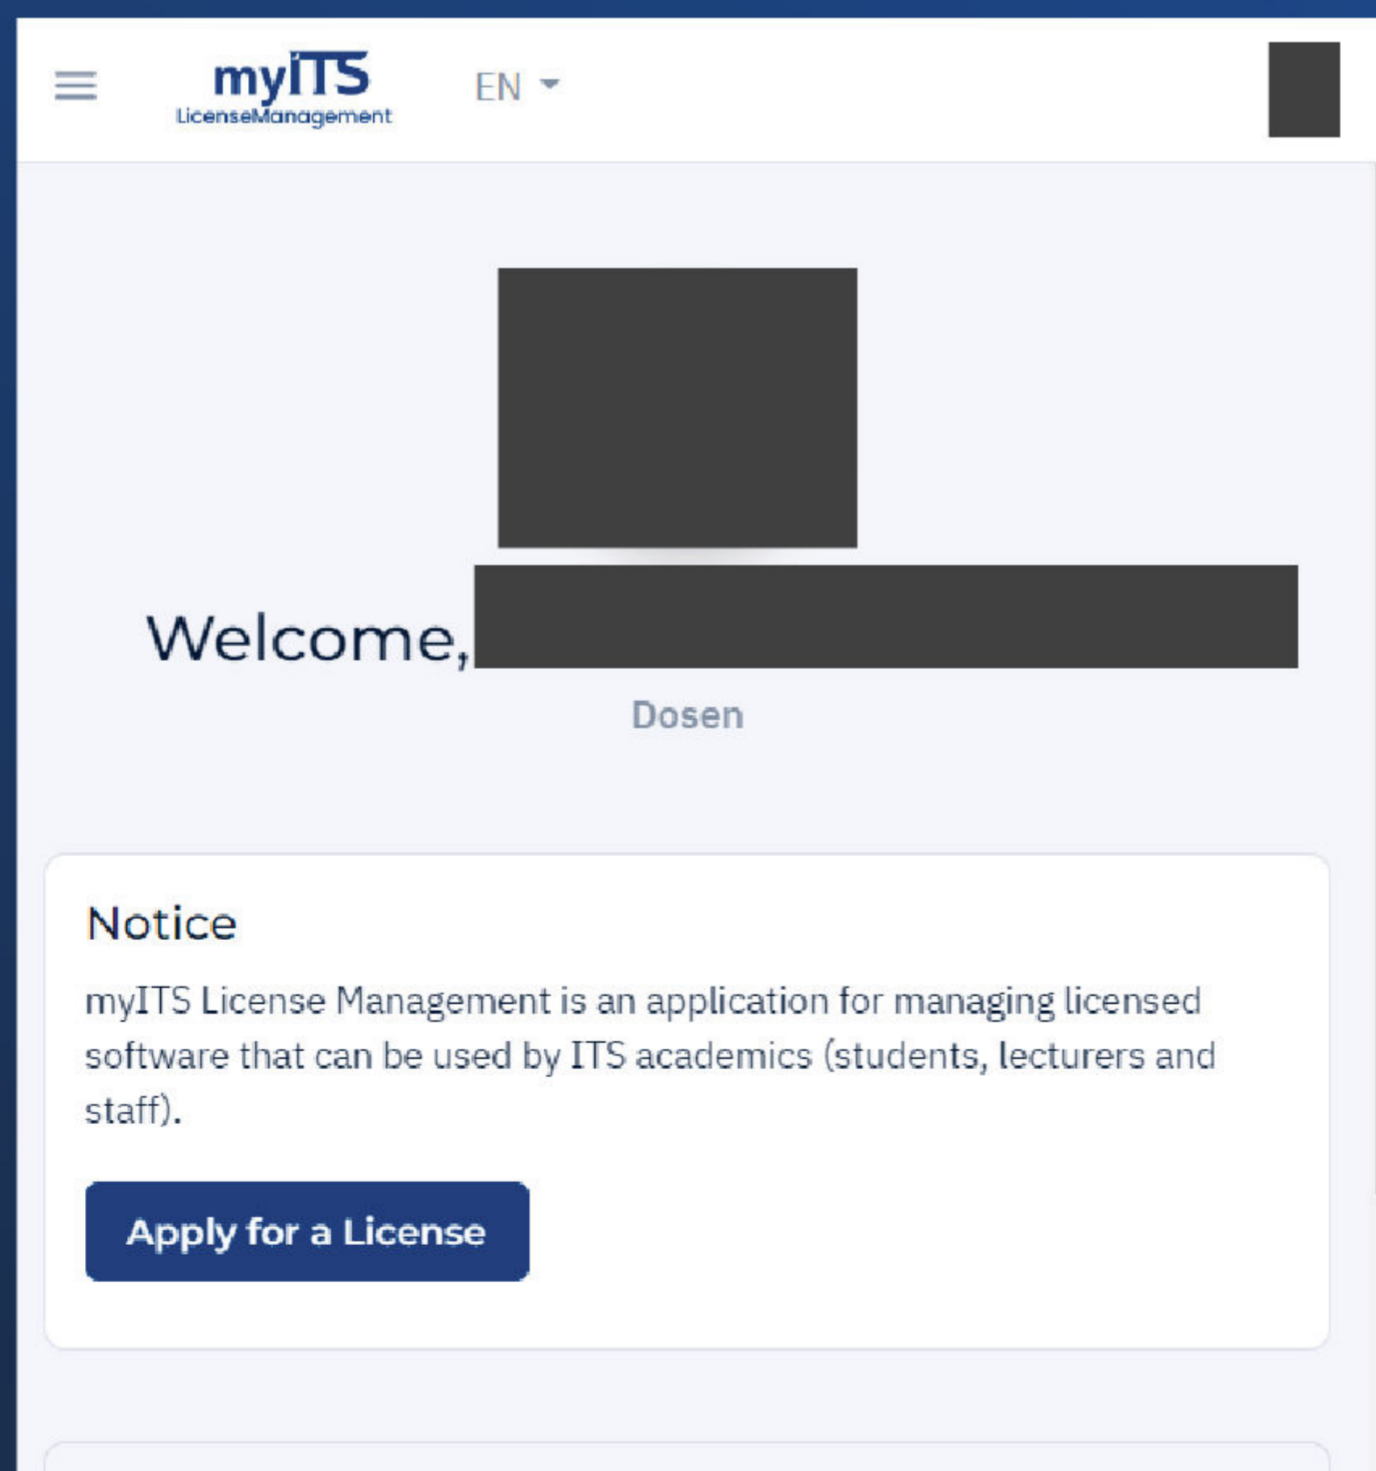 myITS
LicenseManagement
EN
Welcome,
Dosen
Notice
myITS License Management is an application for managing licensed
software that can be used by ITS academics (students, lecturers and
staff).
Apply for a License